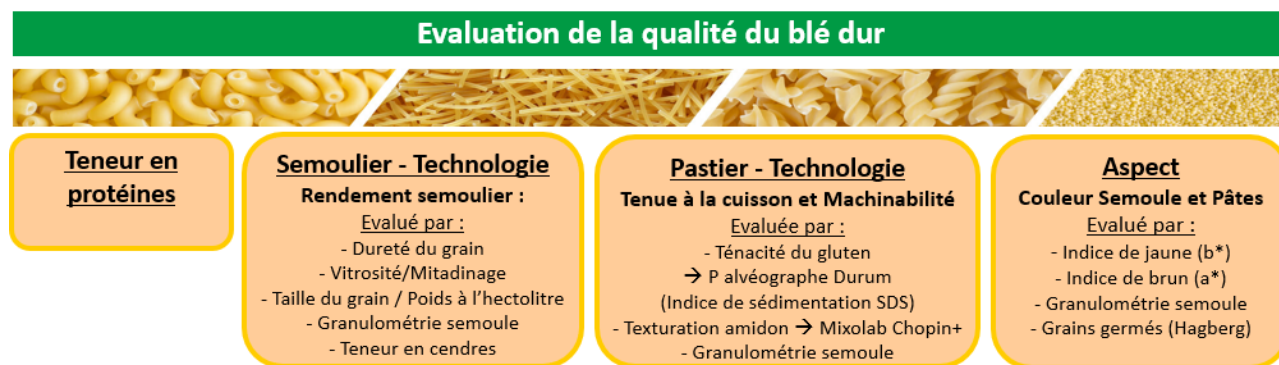 Evaluation de la qualité du blé dur
Teneur en
protéines
Semoulier - Technologie
Rendement semoulier :
Evalué par :
- Dureté du grain
- Vitrosité/Mitadinage
- Taille du grain / Poids à l'hectolitre
- Granulométrie semoule
- Teneur en cendres
Pastier - Technologie
Tenue à la cuisson et Machinabilité
Evaluée par :
- Ténacité du gluten
→ P alvéographe Durum
(Indice de sédimentation SDS)
- Texturation amidon → Mixolab Chopin+
- Granulométrie semoule
Aspect
Couleur Semoule et Pâtes
Evalué par :
- Indice de jaune (b*)
- Indice de brun (a*)
- Granulométrie semoule
- Grains germés (Hagberg)